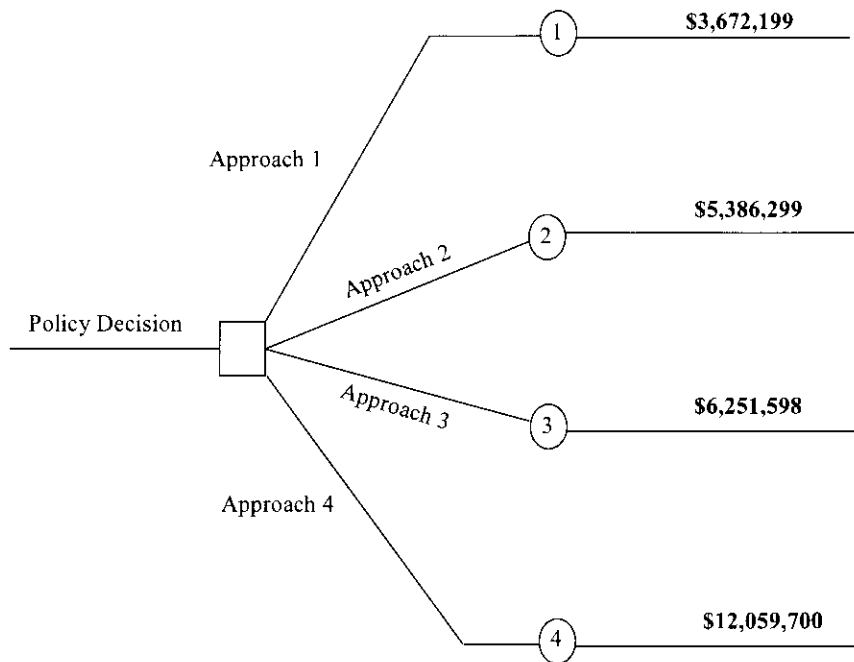 1
$3,672,199
Approach 1
$5,386,299
2
Approach 2
Policy Decision
Approach 3
$6,251,598
3
Approach 4
$12,059,700
4